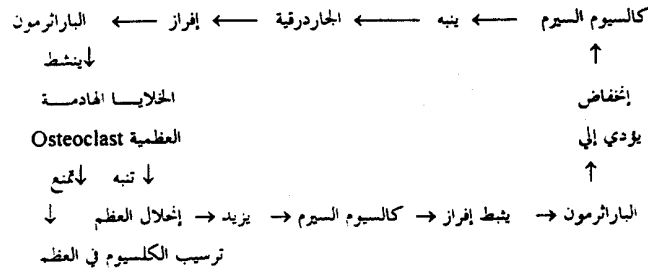 كالسيوم السيرم ← ينبه ← الجاردرقية ← إفراز ← الباراثرمون
↑ ↓ينشط
إنخفاض الخلايا الهادمة
يؤدي إلي العظمية Osteoclast
↑ ↓ تنبه ↓تمنع
الباراثرمون → يثبط إفراز → كالسيوم السيرم → يزيد → إنحلال العظم ↓
ترسيب الكلسيوم في العظم